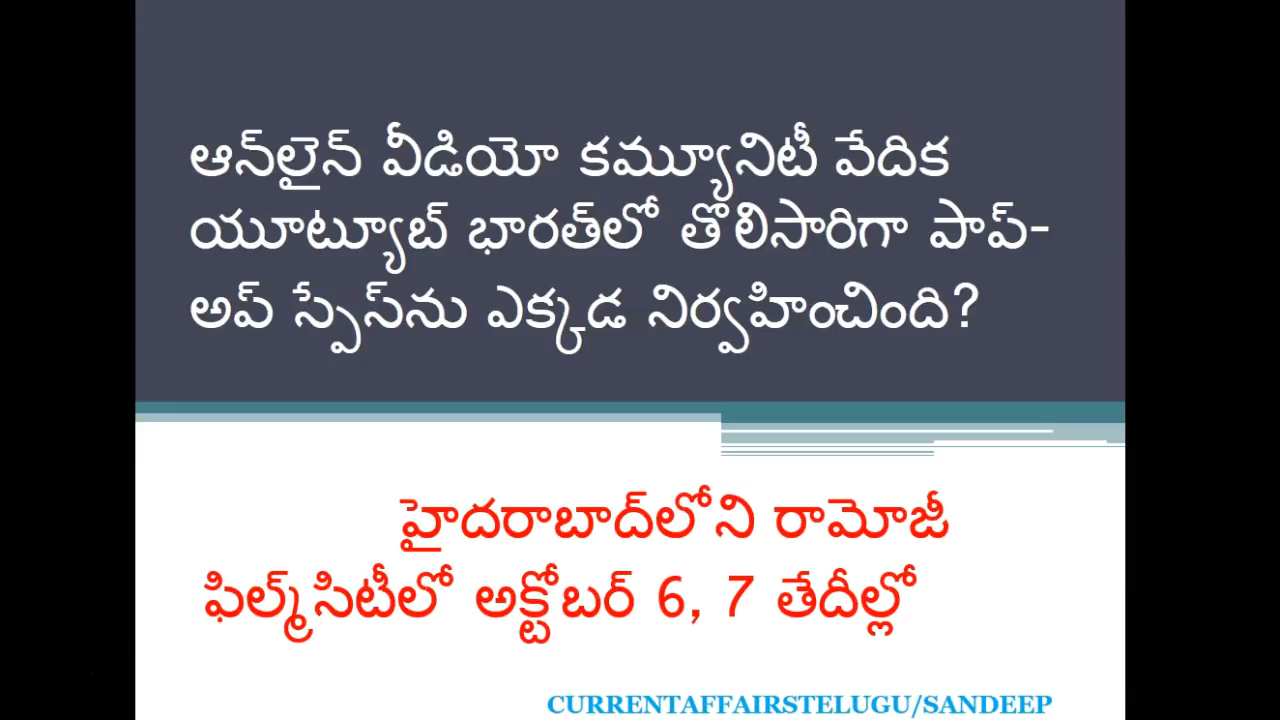 ఆన్‌లైన్ వీడియో కమ్యూనిటీ వేదిక
యూట్యూబ్ భారత్‌లో తొలిసారిగా పాప్-
అప్ స్పేస్‌ను ఎక్కడ నిర్వహించింది?
హైదరాబాద్‌లోని రామోజీ
ఫిల్మ్‌సిటీలో అక్టోబర్ 6, 7 తేదీల్లో
CURRENTAFFAIRSTELUGU/SANDEEP